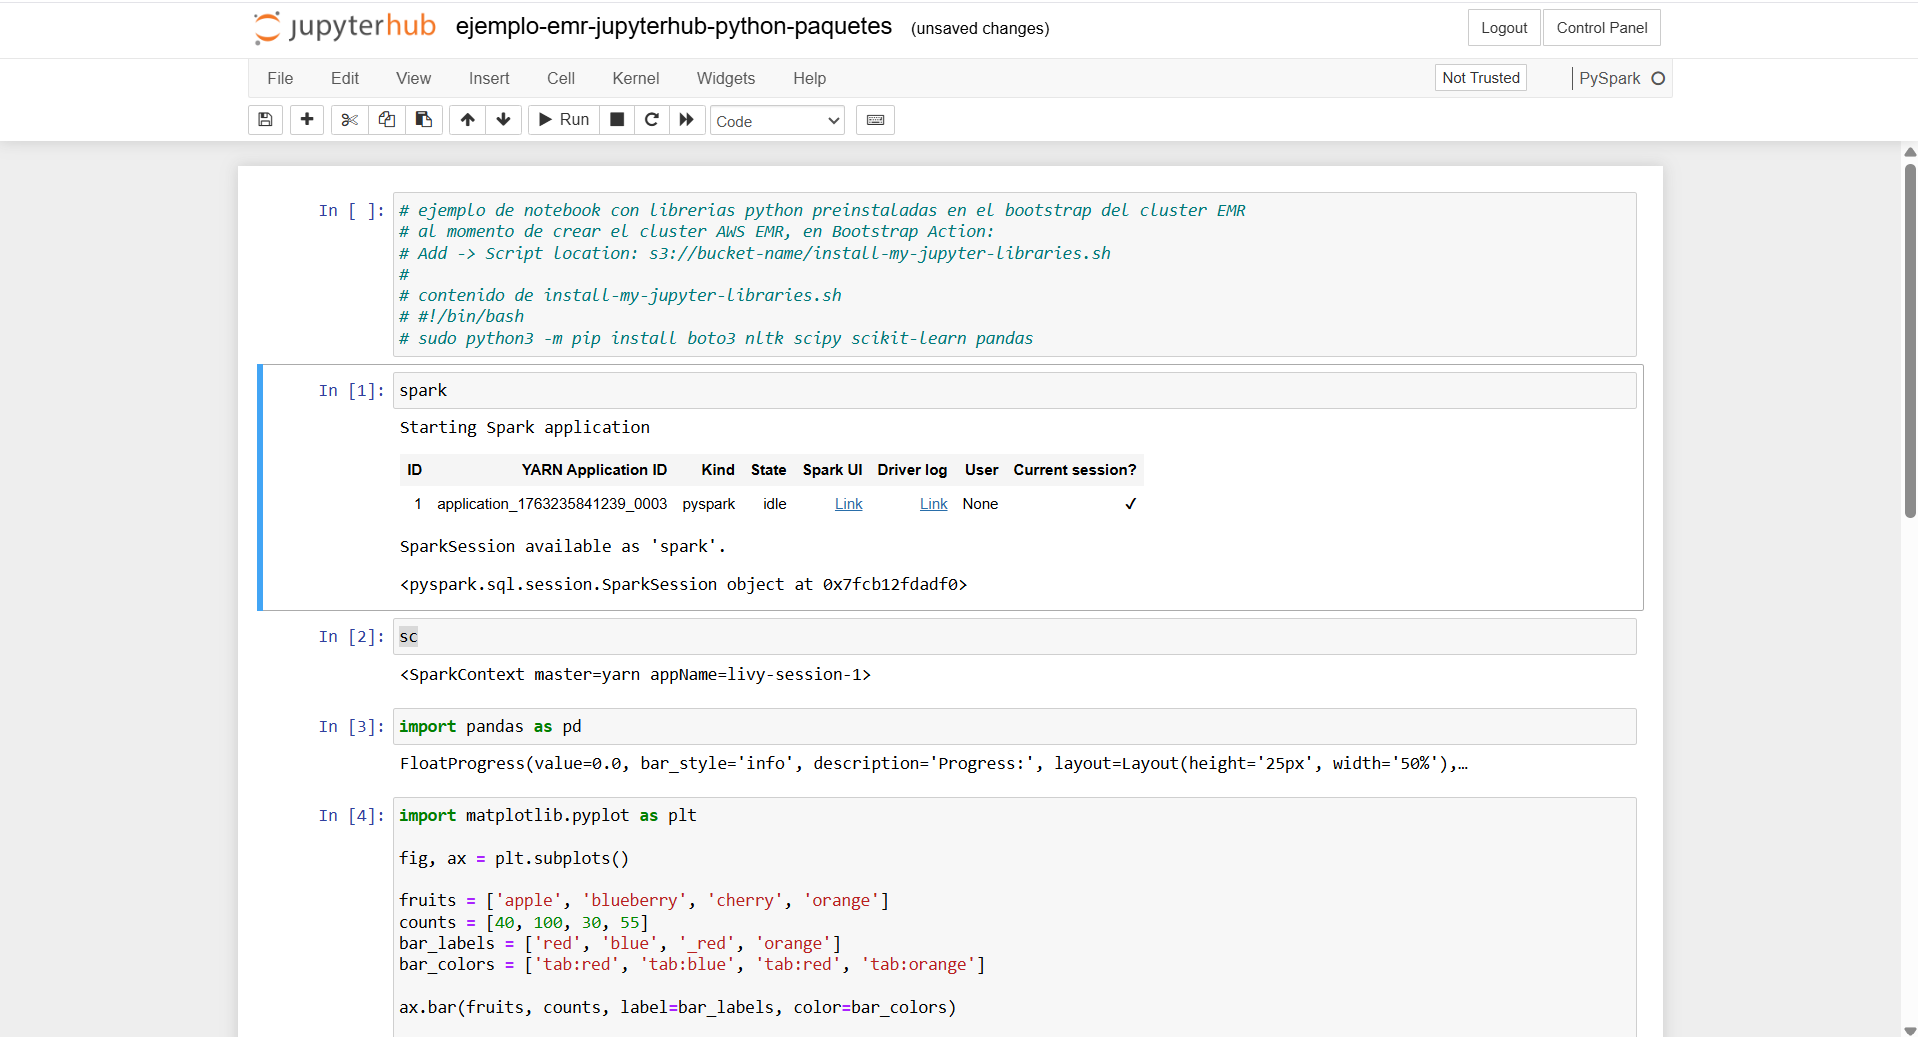 jupyterhub ejemplo-emr-jupyterhub-python-paquetes (unsaved changes) Logout Control Panel
File Edit View Insert Cell Kernel Widgets Help Not Trusted PySpark
Run Code
In [ ]: # ejemplo de notebook con librerias python preinstaladas en el bootstrap del cluster EMR
# al momento de crear el cluster AWS EMR, en Bootstrap Action:
# Add -> Script location: s3://bucket-name/install-my-jupyter-libraries.sh
#
# contenido de install-my-jupyter-libraries.sh
# #!/bin/bash
# sudo python3 -m pip install boto3 nltk scipy scikit-learn pandas
In [1]: spark
Starting Spark application
ID YARN Application ID Kind State Spark UI Driver log User Current session?
1 application_1763235841239_0003 pyspark idle Link Link None ✓
SparkSession available as 'spark'.
<pyspark.sql.session.SparkSession object at 0x7fcb12fdadf0>
In [2]: sc
<SparkContext master=yarn appName=livy-session-1>
In [3]: import pandas as pd
FloatProgress(value=0.0, bar_style='info', description='Progress:', layout=Layout(height='25px', width='50%'),…
In [4]: import matplotlib.pyplot as plt
fig, ax = plt.subplots()
fruits = ['apple', 'blueberry', 'cherry', 'orange']
counts = [40, 100, 30, 55]
bar_labels = ['red', 'blue', '_red', 'orange']
bar_colors = ['tab:red', 'tab:blue', 'tab:red', 'tab:orange']
ax.bar(fruits, counts, label=bar_labels, color=bar_colors)